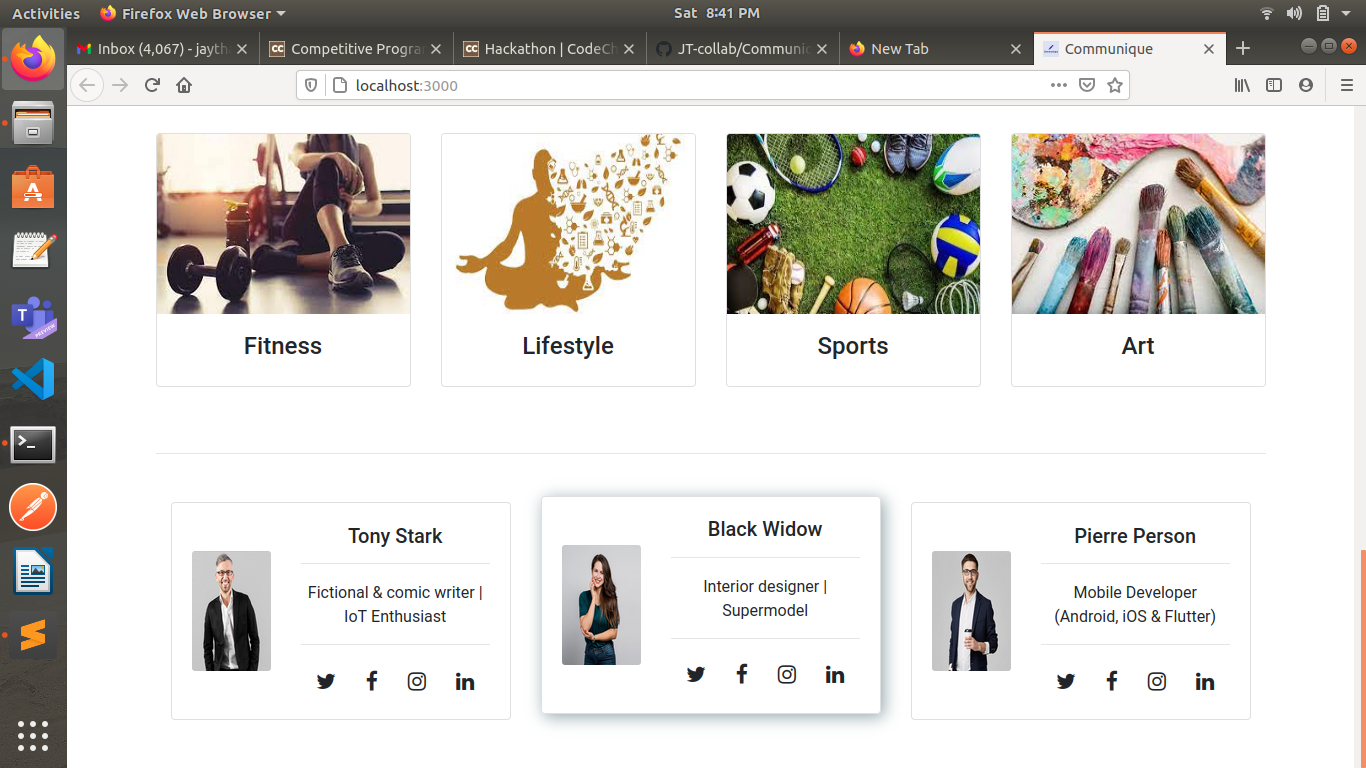 Activities
Firefox Web Browser
Sat 8:41 PM
Inbox (4,067) - jayth
Competitive Progra
Hackathon | CodeCh
JT-collab/Communic
New Tab
Communique
localhost:3000
Fitness
Lifestyle
Sports
Art
Tony Stark
Fictional & comic writer |
IoT Enthusiast
Black Widow
Interior designer |
Supermodel
Pierre Person
Mobile Developer
(Android, iOS & Flutter)
PREVIEW